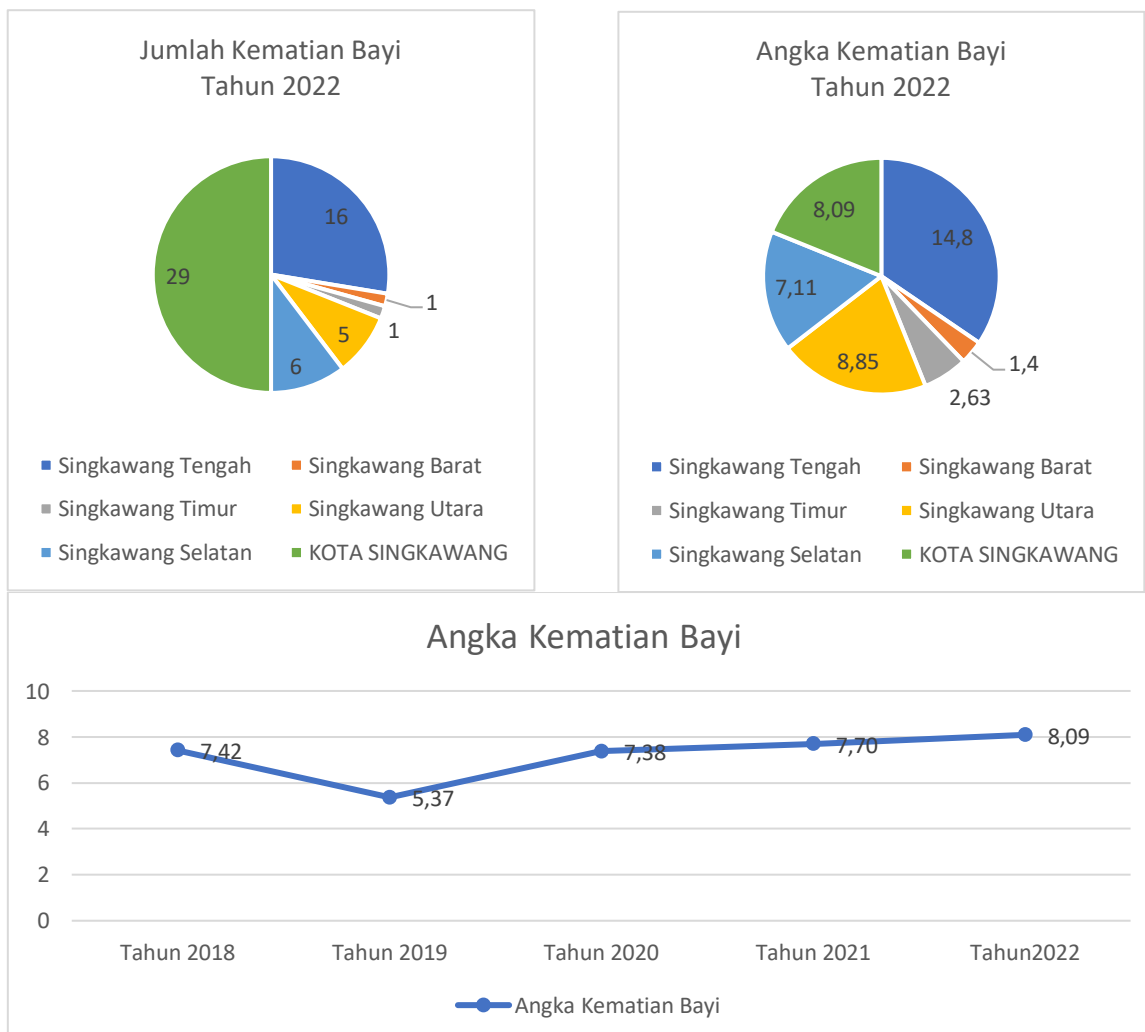 Jumlah Kematian Bayi
Tahun 2022
16
1
1
5
6
29
Singkawang Tengah
Singkawang Barat
Singkawang Timur
Singkawang Utara
Singkawang Selatan
KOTA SINGKAWANG
Angka Kematian Bayi
Tahun 2022
14,8
1,4
2,63
8,85
7,11
8,09
Singkawang Tengah
Singkawang Barat
Singkawang Timur
Singkawang Utara
Singkawang Selatan
KOTA SINGKAWANG
Angka Kematian Bayi
10
8
6
4
2
0
7,42
5,37
7,38
7,70
8,09
Tahun 2018
Tahun 2019
Tahun 2020
Tahun 2021
Tahun2022
Angka Kematian Bayi